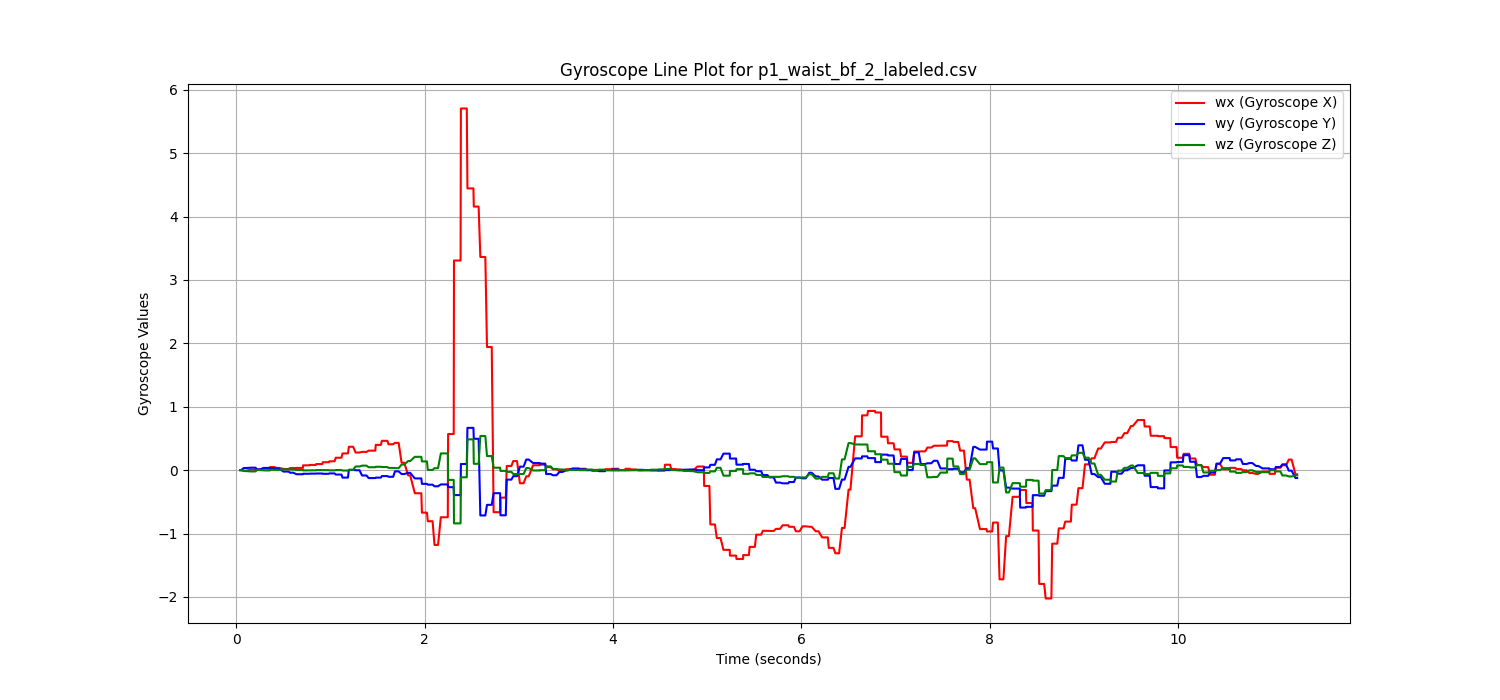 Gyroscope Line Plot for p1_waist_bf_2_labeled.csv
wx (Gyroscope X)
wy (Gyroscope Y)
wz (Gyroscope Z)
Gyroscope Values
6
5
4
3
2
1
0
−1
−2
0 2 4 6 8 10
Time (seconds)